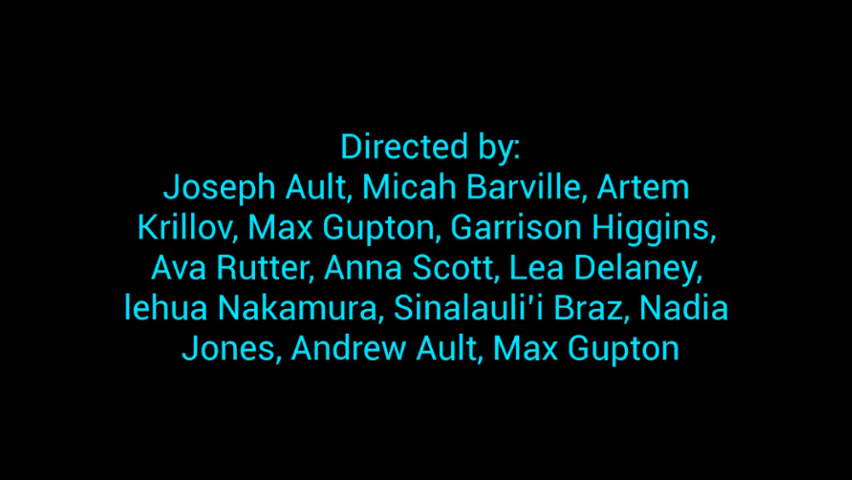 Directed by:
Joseph Ault, Micah Barville, Artem
Krillov, Max Gupton, Garrison Higgins,
Ava Rutter, Anna Scott, Lea Delaney,
lehua Nakamura, Sinalauli'i Braz, Nadia
Jones, Andrew Ault, Max Gupton